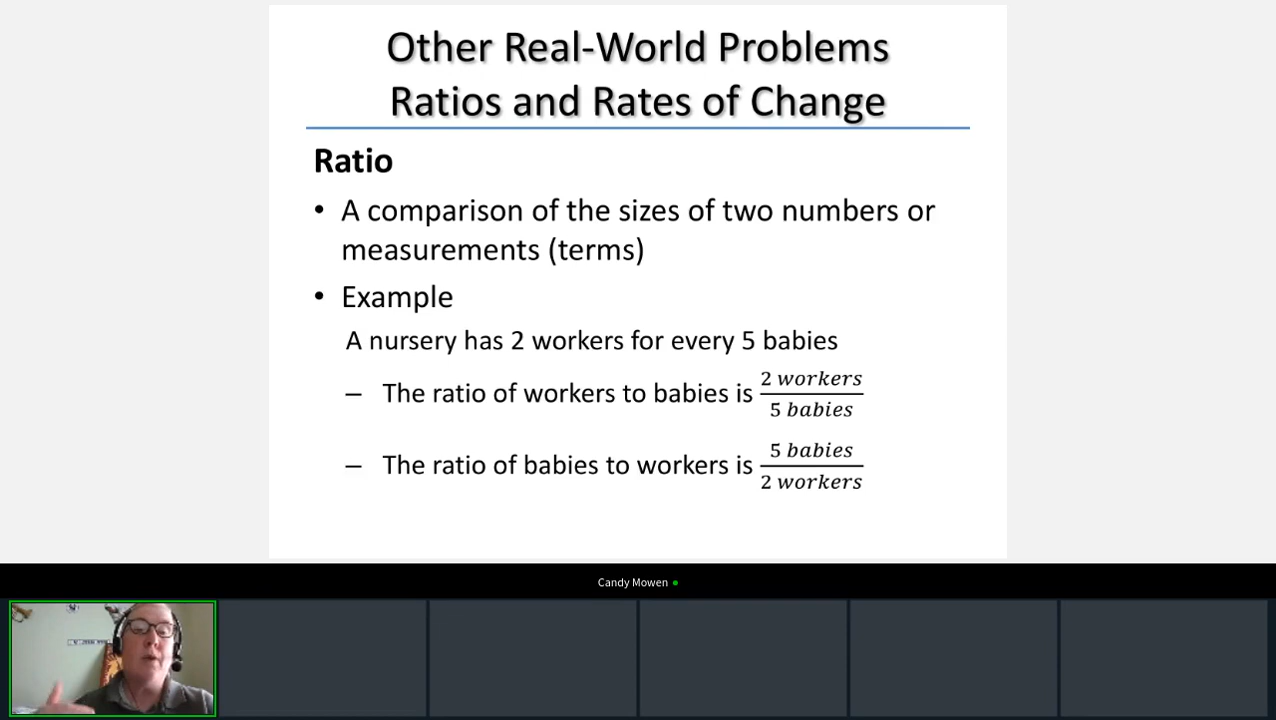 Other Real-World Problems
Ratios and Rates of Change
Ratio
• A comparison of the sizes of two numbers or
measurements (terms)
• Example
A nursery has 2 workers for every 5 babies
– The ratio of workers to babies is 2 workers / 5 babies
– The ratio of babies to workers is 5 babies / 2 workers
Candy Mowen